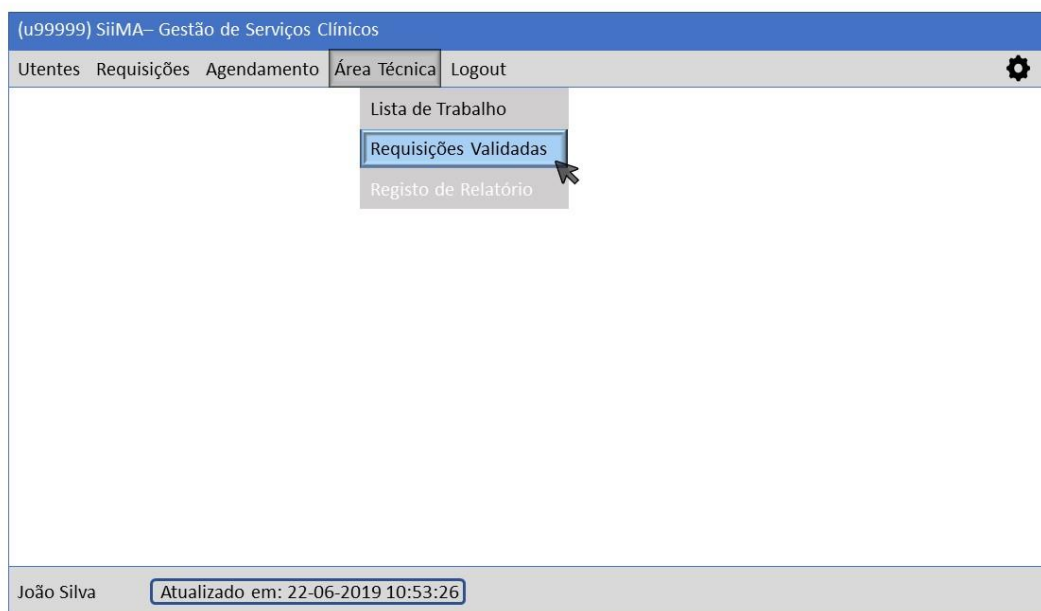 (u99999) SiiMA– Gestão de Serviços Clínicos
Utentes Requisições Agendamento Área Técnica Logout
Lista de Trabalho
Requisições Validadas
Registo de Relatório
João Silva Atualizado em: 22-06-2019 10:53:26